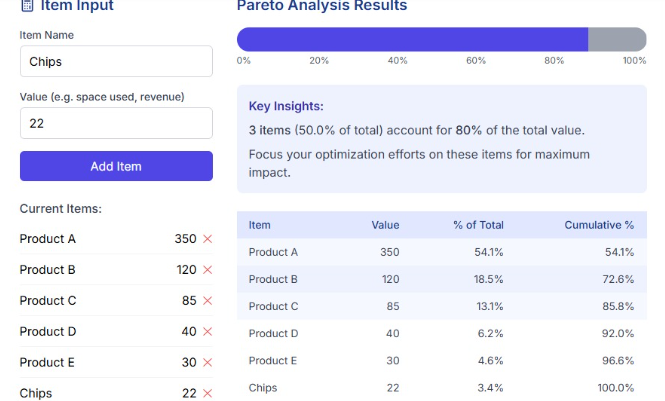 Item Input
Item Name
Chips
Value (e.g. space used, revenue)
22
Add Item
Current Items:
Product A 350
Product B 120
Product C 85
Product D 40
Product E 30
Chips 22
Pareto Analysis Results
0% 20% 40% 60% 80% 100%
Key Insights:
3 items (50.0% of total) account for 80% of the total value.
Focus your optimization efforts on these items for maximum
impact.
Item Value % of Total Cumulative %
Product A 350 54.1% 54.1%
Product B 120 18.5% 72.6%
Product C 85 13.1% 85.8%
Product D 40 6.2% 92.0%
Product E 30 4.6% 96.6%
Chips 22 3.4% 100.0%